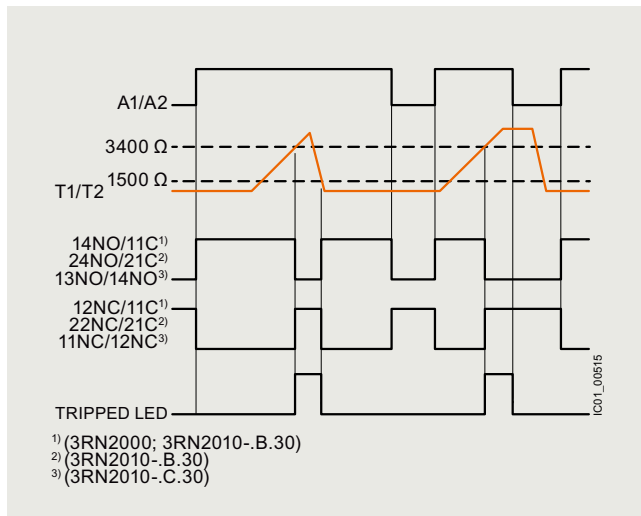 A1/A2
3400 Ω
1500 Ω
T1/T2
14NO/11C¹⁾
24NO/21C²⁾
13NO/14NO³⁾
12NC/11C¹⁾
22NC/21C²⁾
11NC/12NC³⁾
TRIPPED LED
IC01_00515
¹⁾ (3RN2000; 3RN2010-.B.30)
²⁾ (3RN2010-.B.30)
³⁾ (3RN2010-.C.30)